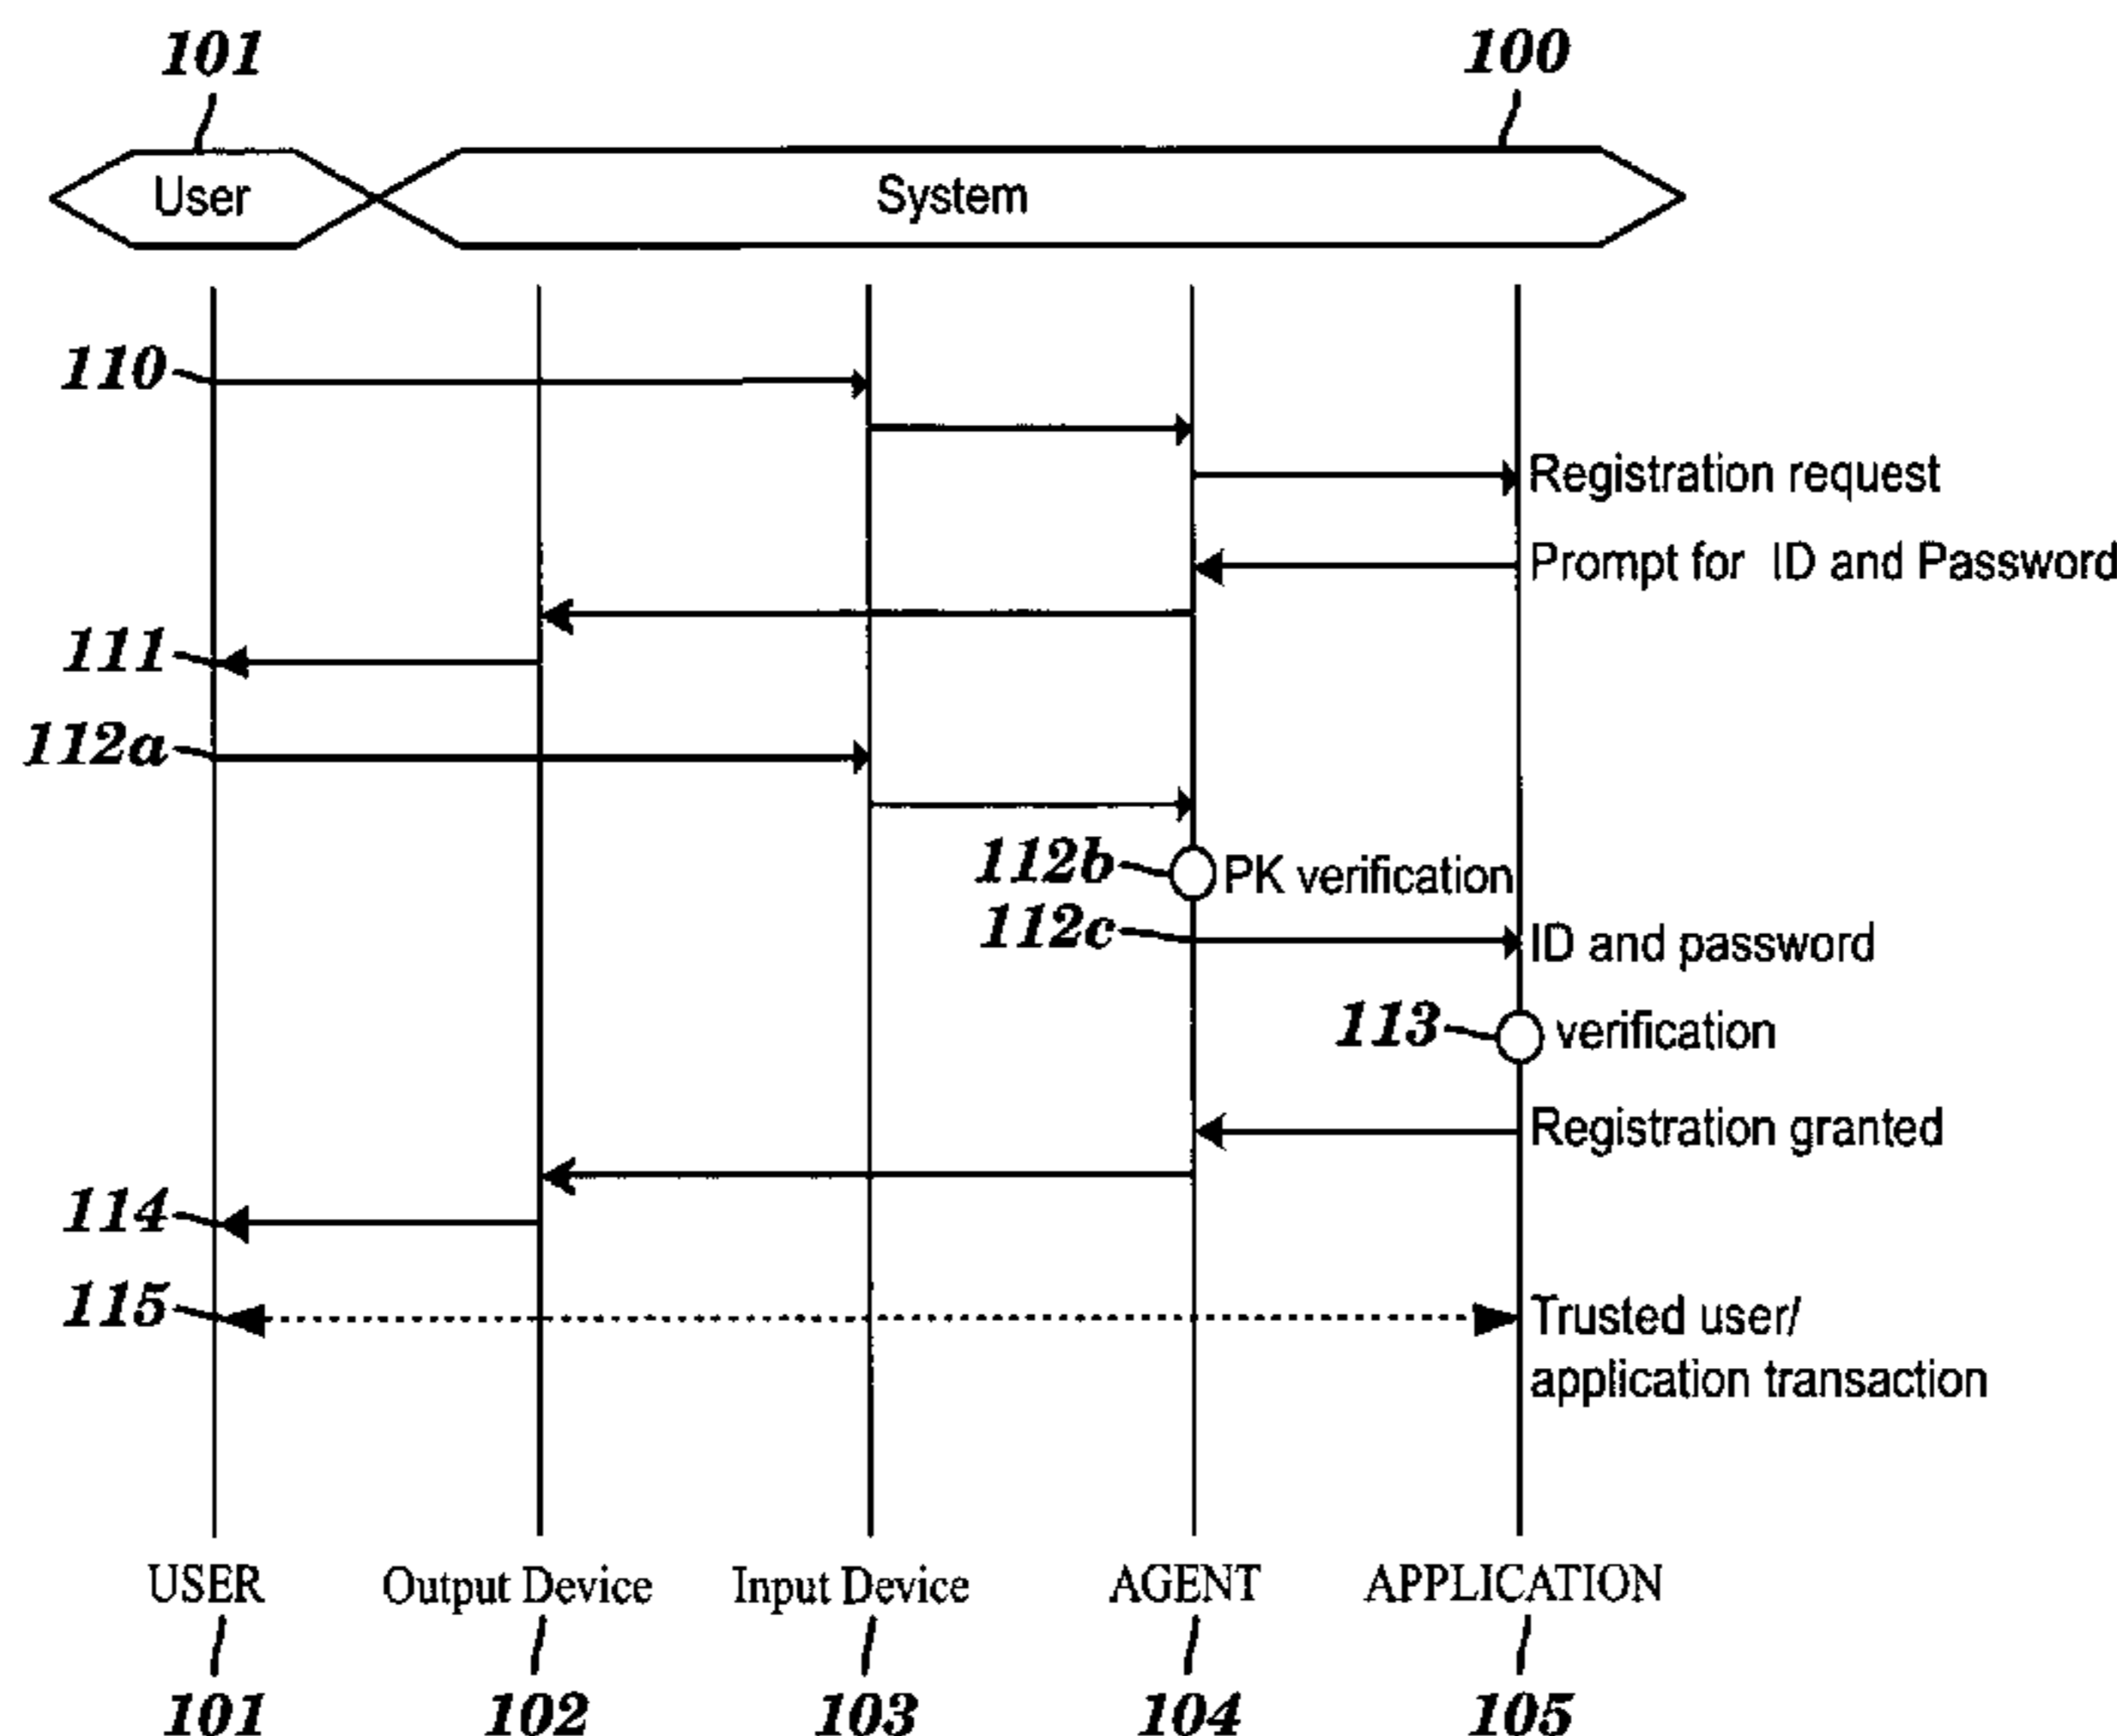 101
100
User
System
110
Registration request
Prompt for ID and Password
111
112a
112b PK verification
112c ID and password
113 verification
Registration granted
114
115 Trusted user/
application transaction
USER Output Device Input Device AGENT APPLICATION
101 102 103 104 105